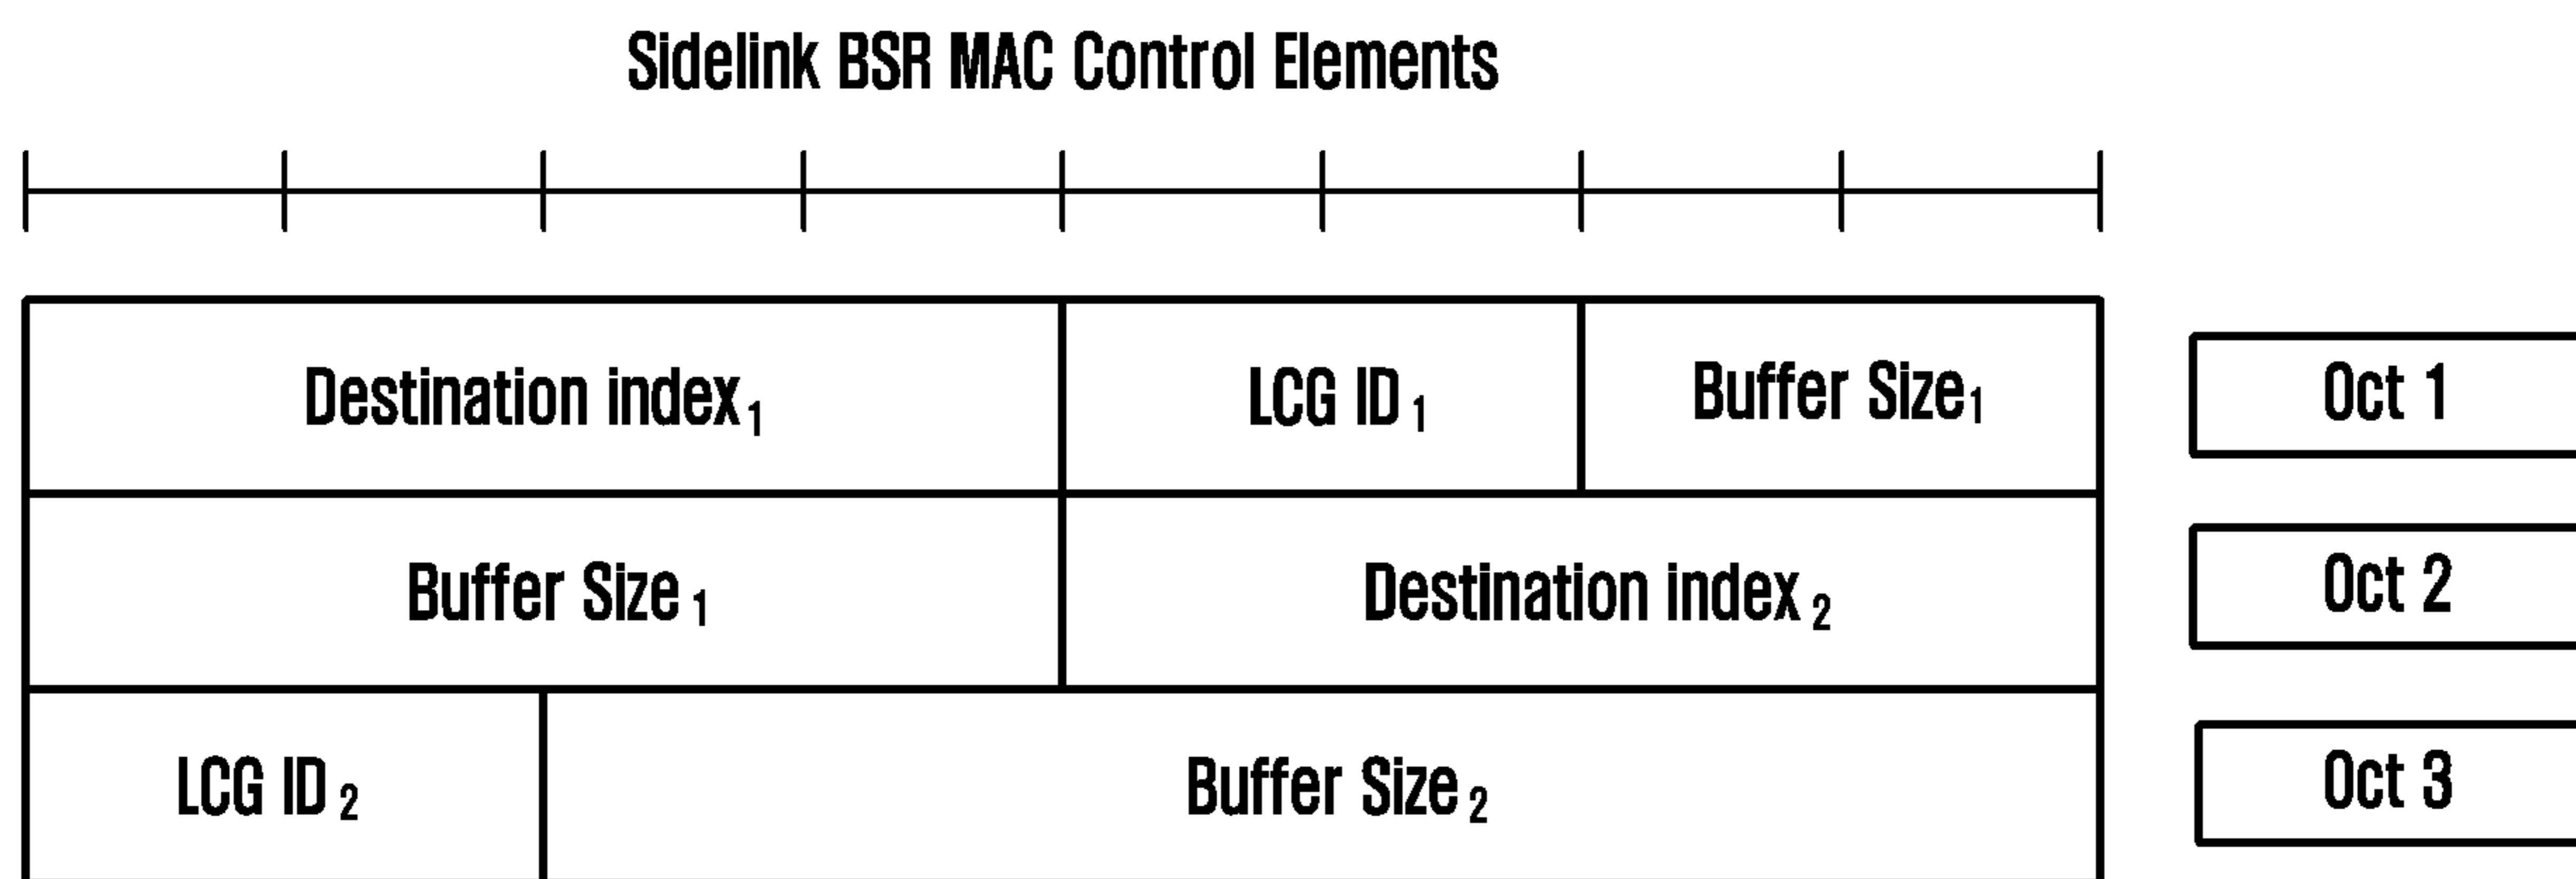 Sidelink BSR MAC Control Elements
Destination index1 LCG ID1 Buffer Size1 Oct 1
Buffer Size1 Destination index2 Oct 2
LCG ID2 Buffer Size2 Oct 3